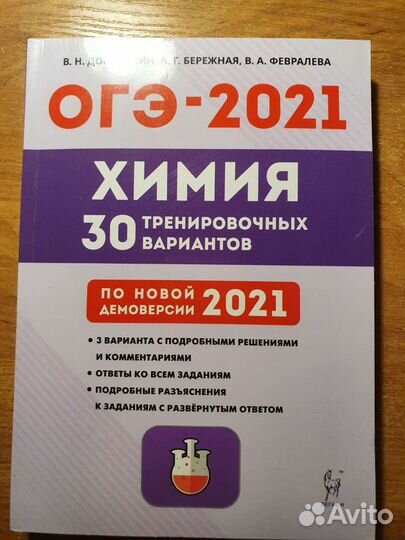 В. Н. А. Г. БЕРЕЖНАЯ, В. А. ФЕВРАЛЕВА
ОГЭ-2021
ХИМИЯ
30 ТРЕНИРОВОЧНЫХ
ВАРИАНТОВ
ПО НОВОЙ
ДЕМОВЕРСИИ 2021
• 3 ВАРИАНТА С ПОДРОБНЫМИ РЕШЕНИЯМИ
И КОММЕНТАРИЯМИ
• ОТВЕТЫ КО ВСЕМ ЗАДАНИЯМ
• ПОДРОБНЫЕ РАЗЪЯСНЕНИЯ
К ЗАДАНИЯМ С РАЗВЁРНУТЫМ ОТВЕТОМ
Avito